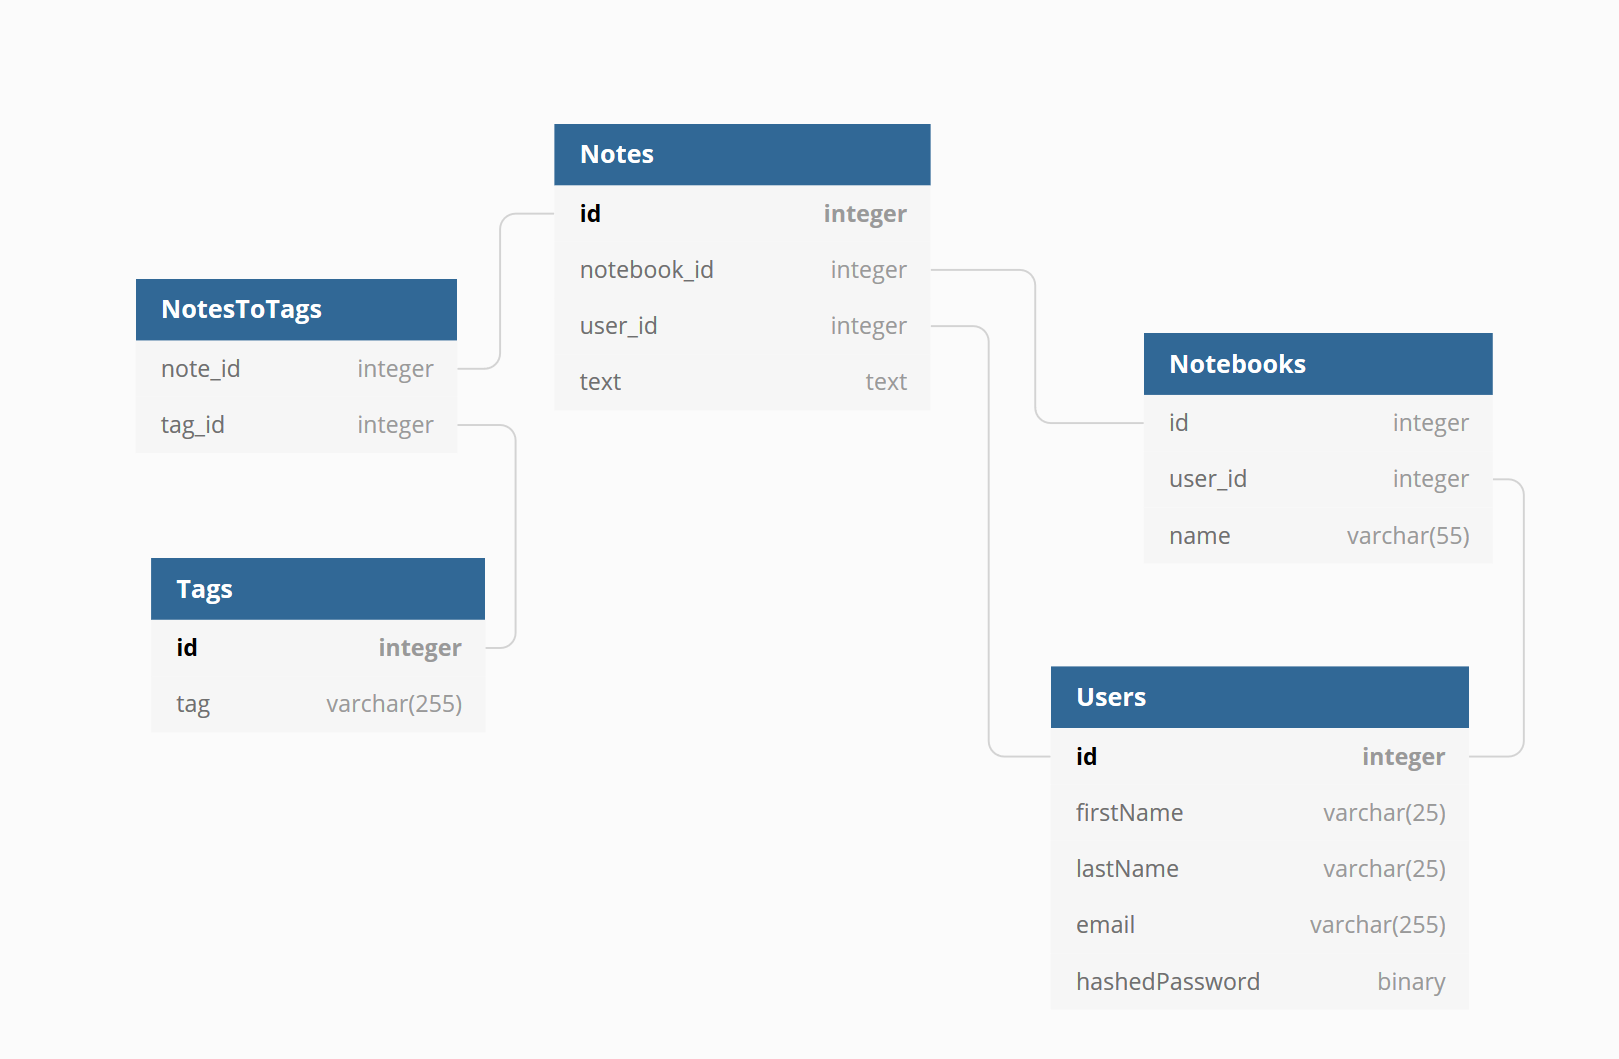 Notes
id integer
notebook_id integer
user_id integer
text text
NotesToTags
note_id integer
tag_id integer
Tags
id integer
tag varchar(255)
Notebooks
id integer
user_id integer
name varchar(55)
Users
id integer
firstName varchar(25)
lastName varchar(25)
email varchar(255)
hashedPassword binary